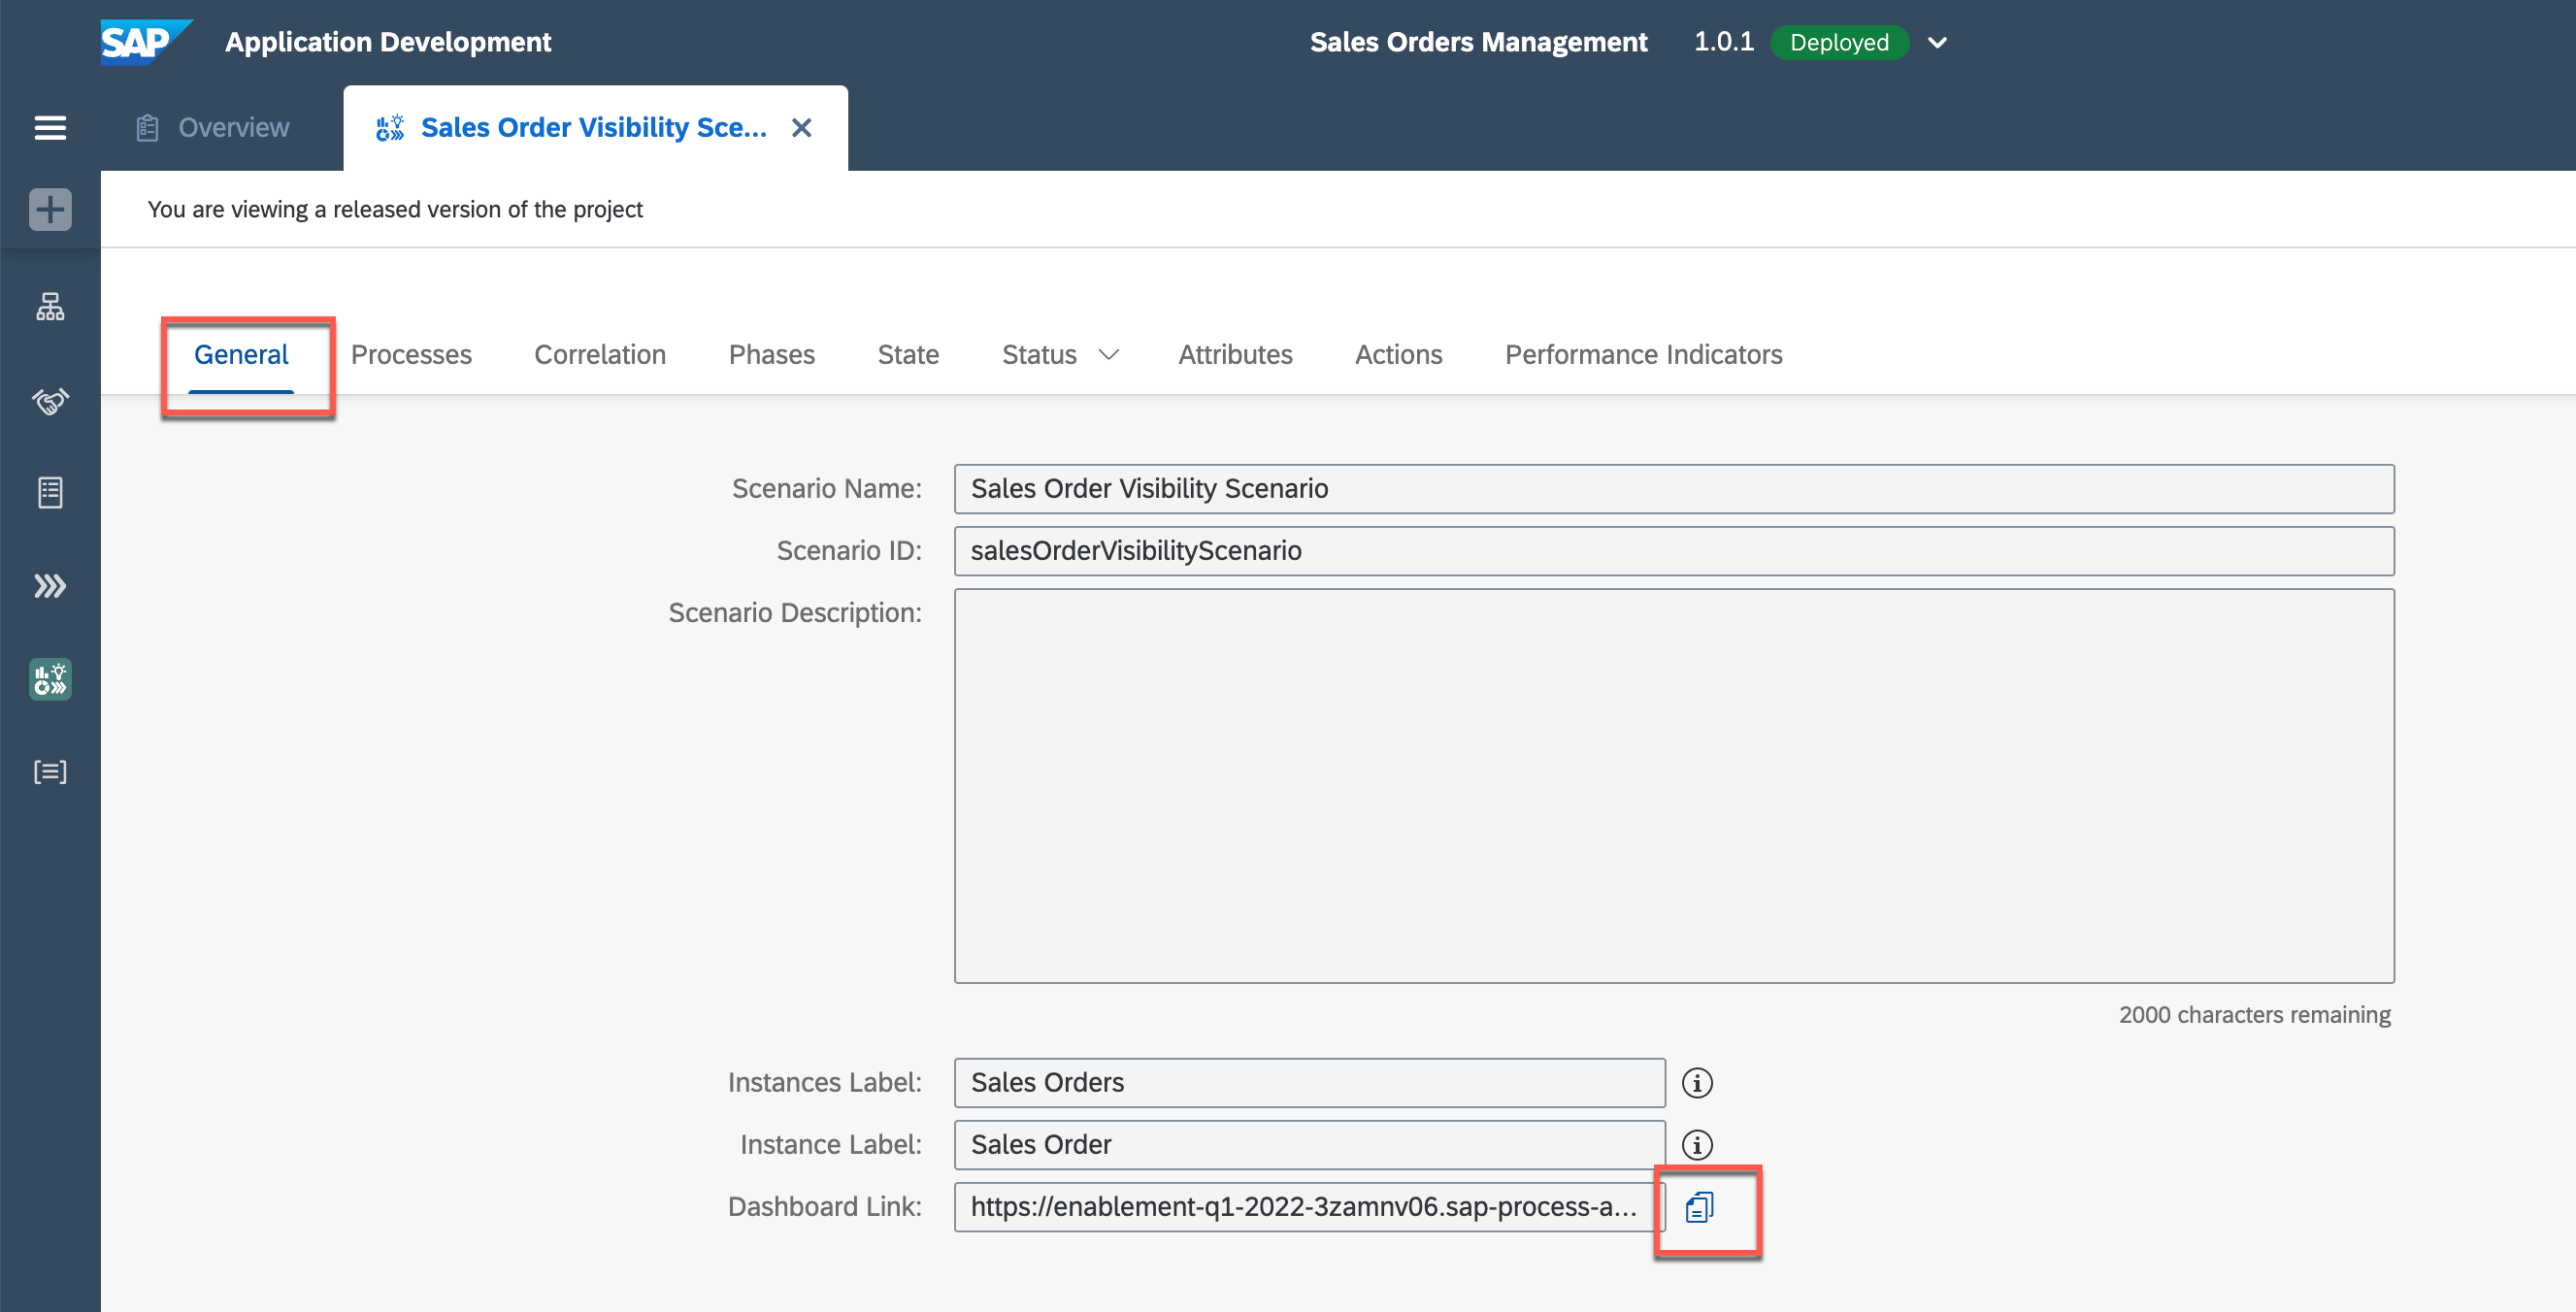 SAP Application Development Sales Orders Management 1.0.1 Deployed
Overview Sales Order Visibility Sce...
You are viewing a released version of the project
General Processes Correlation Phases State Status Attributes Actions Performance Indicators
Scenario Name: Sales Order Visibility Scenario
Scenario ID: salesOrderVisibilityScenario
Scenario Description:
2000 characters remaining
Instances Label: Sales Orders
Instance Label: Sales Order
Dashboard Link: https://enablement-q1-2022-3zamnv06.sap-process-a...